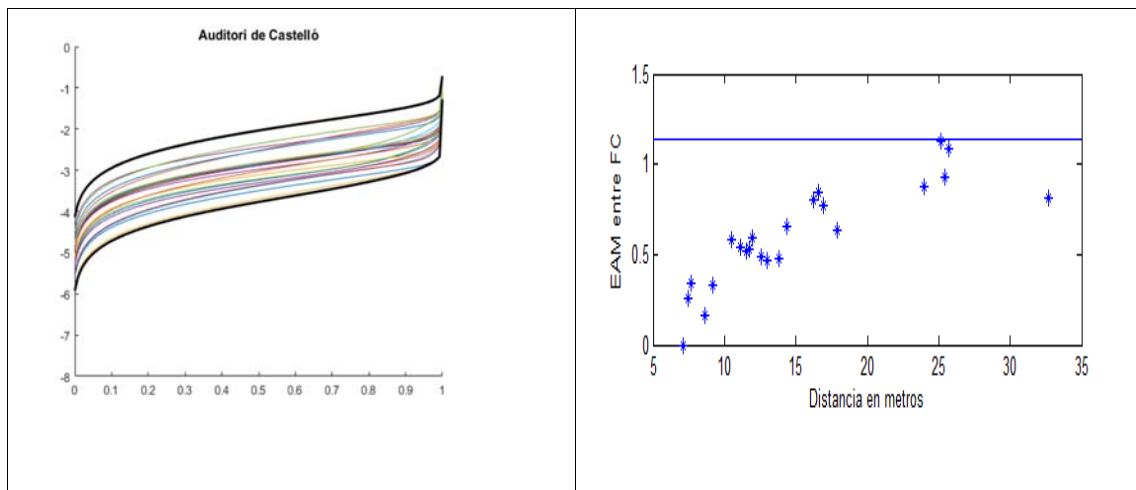 Auditori de Castelló
0
-1
-2
-3
-4
-5
-6
-7
-8
0 0.1 0.2 0.3 0.4 0.5 0.6 0.7 0.8 0.9 1
EAM entre FC
1.5
1
0.5
0
5 10 15 20 25 30 35
Distancia en metros